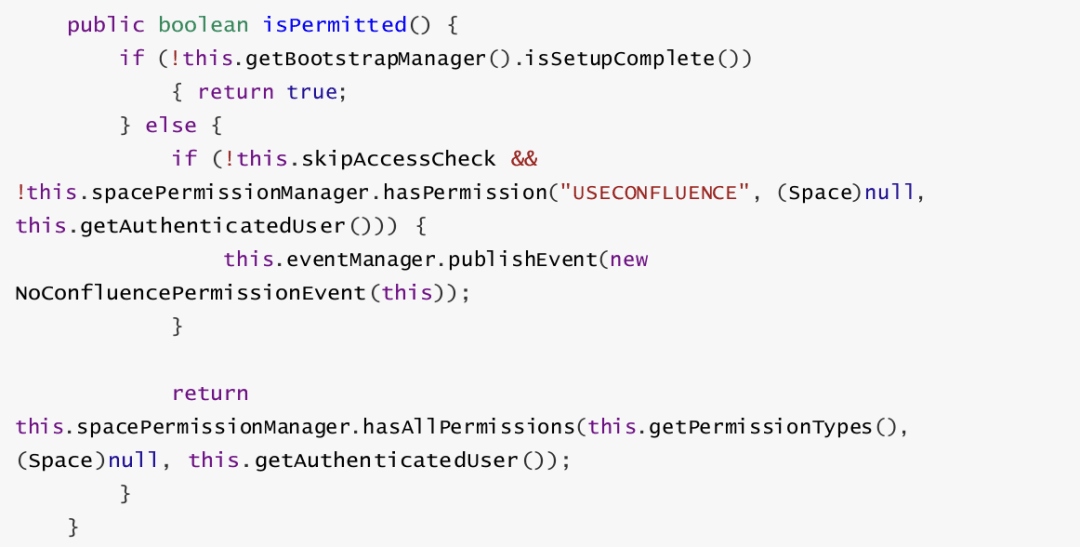 public boolean isPermitted() {
if (!this.getBootstrapManager().isSetupComplete())
{ return true;
} else {
if (!this.skipAccessCheck &&
!this.spacePermissionManager.hasPermission("USECONFLUENCE", (Space)null,
this.getAuthenticatedUser())) {
this.eventManager.publishEvent(new
NoConfluencePermissionEvent(this));
}
return
this.spacePermissionManager.hasAllPermissions(this.getPermissionTypes(),
(Space)null, this.getAuthenticatedUser());
}
}